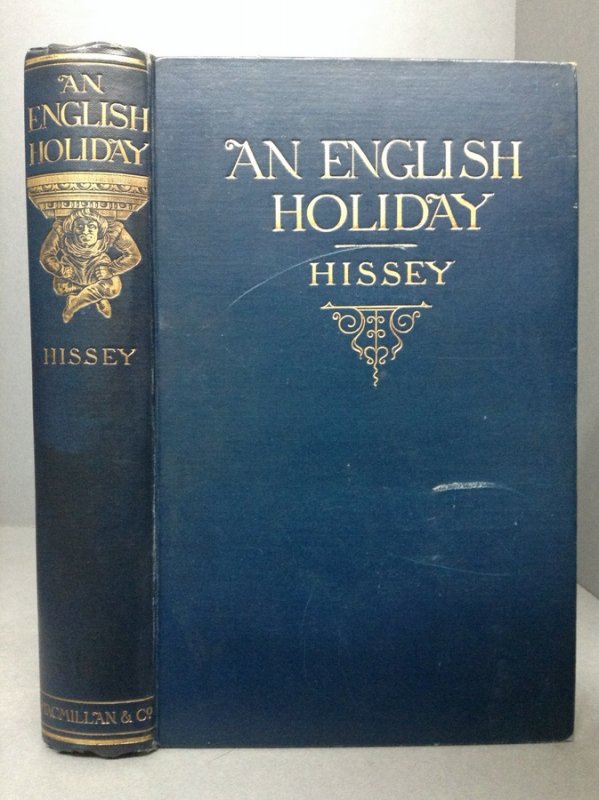 AN
ENGLISH
HOLIDAY
HISSEY
MACMILLAN & Co.
AN ENGLISH
HOLIDAY
HISSEY